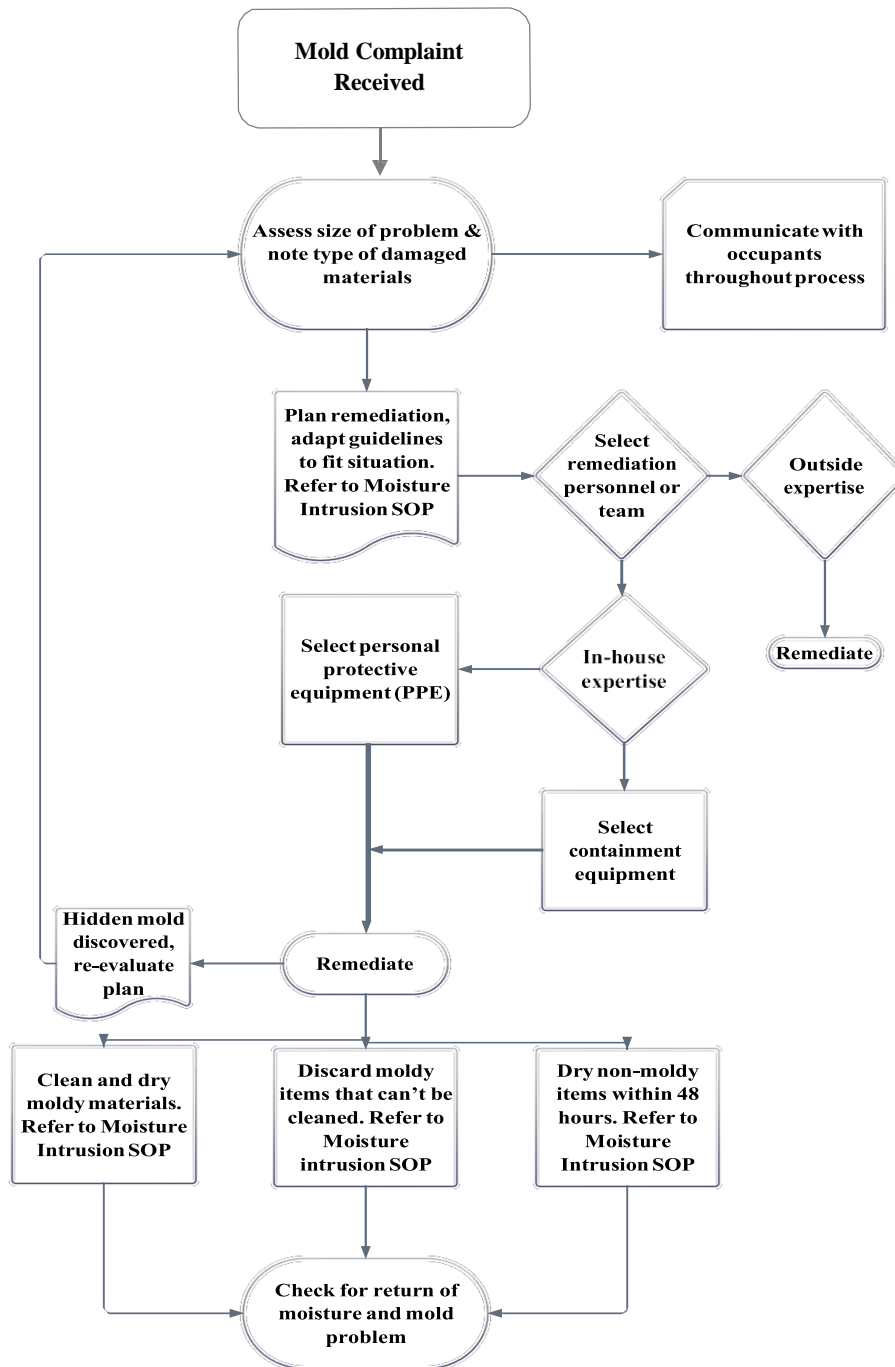 Mold Complaint
Received
Assess size of problem &
note type of damaged
materials
Communicate with
occupants
throughout process
Plan remediation,
adapt guidelines
to fit situation.
Refer to Moisture
Intrusion SOP
Select
remediation
personnel or
team
Outside
expertise
Remediate
Select personal
protective
equipment (PPE)
In-house
expertise
Select
containment
equipment
Hidden mold
discovered,
re-evaluate
plan
Remediate
Clean and dry
moldy materials.
Refer to Moisture
Intrusion SOP
Discard moldy
items that can’t be
cleaned. Refer to
Moisture
intrusion SOP
Dry non-moldy
items within 48
hours. Refer to
Moisture
Intrusion SOP
Check for return of
moisture and mold
problem